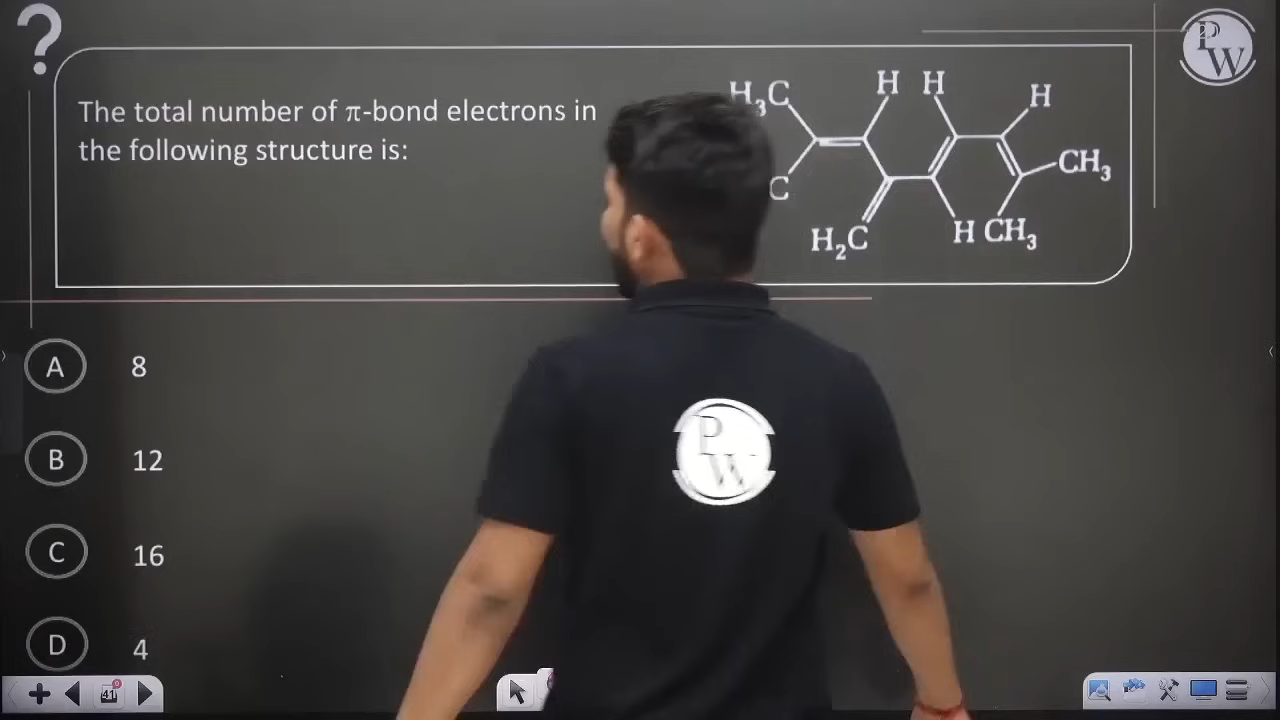 ?
P
W
The total number of π-bond electrons in
the following structure is:
H₃C
H
H
H
C
CH₃
H₂C
H
CH₃
A 8
B 12
C 16
D 4
P
W
41